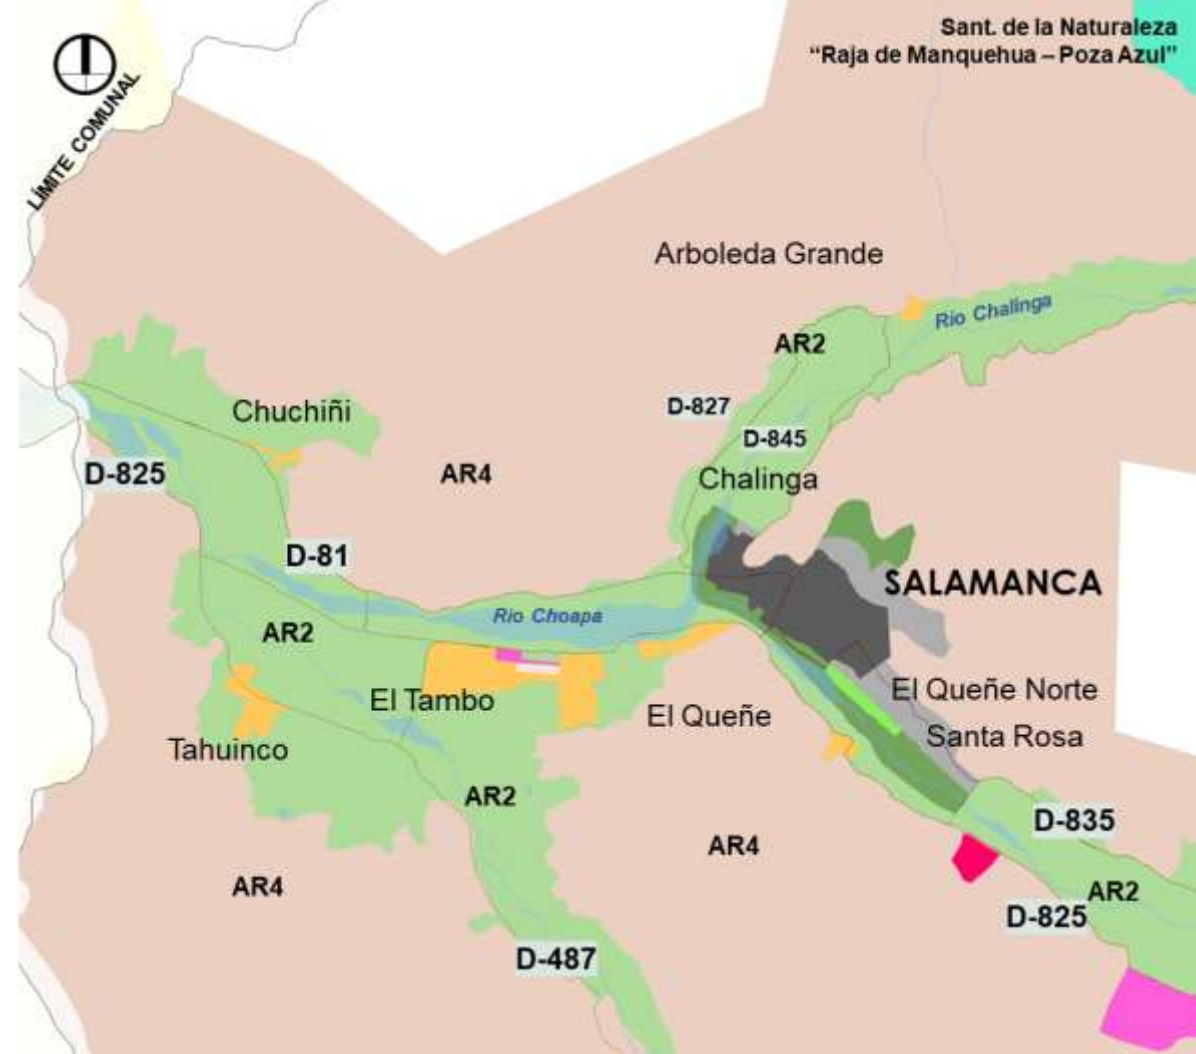 Sant. de la Naturaleza
“Raja de Manquehua – Poza Azul”
LÍMITE COMUNAL
Arboleda Grande
Rio Chalinga
AR2
D-827
Chuchiñi
D-845
D-825
AR4
Chalinga
D-81
SALAMANCA
Rio Choapa
AR2
El Tambo
El Queñe Norte
El Queñe
Santa Rosa
Tahuinco
AR2
D-835
AR4
AR4
AR2
D-825
D-487